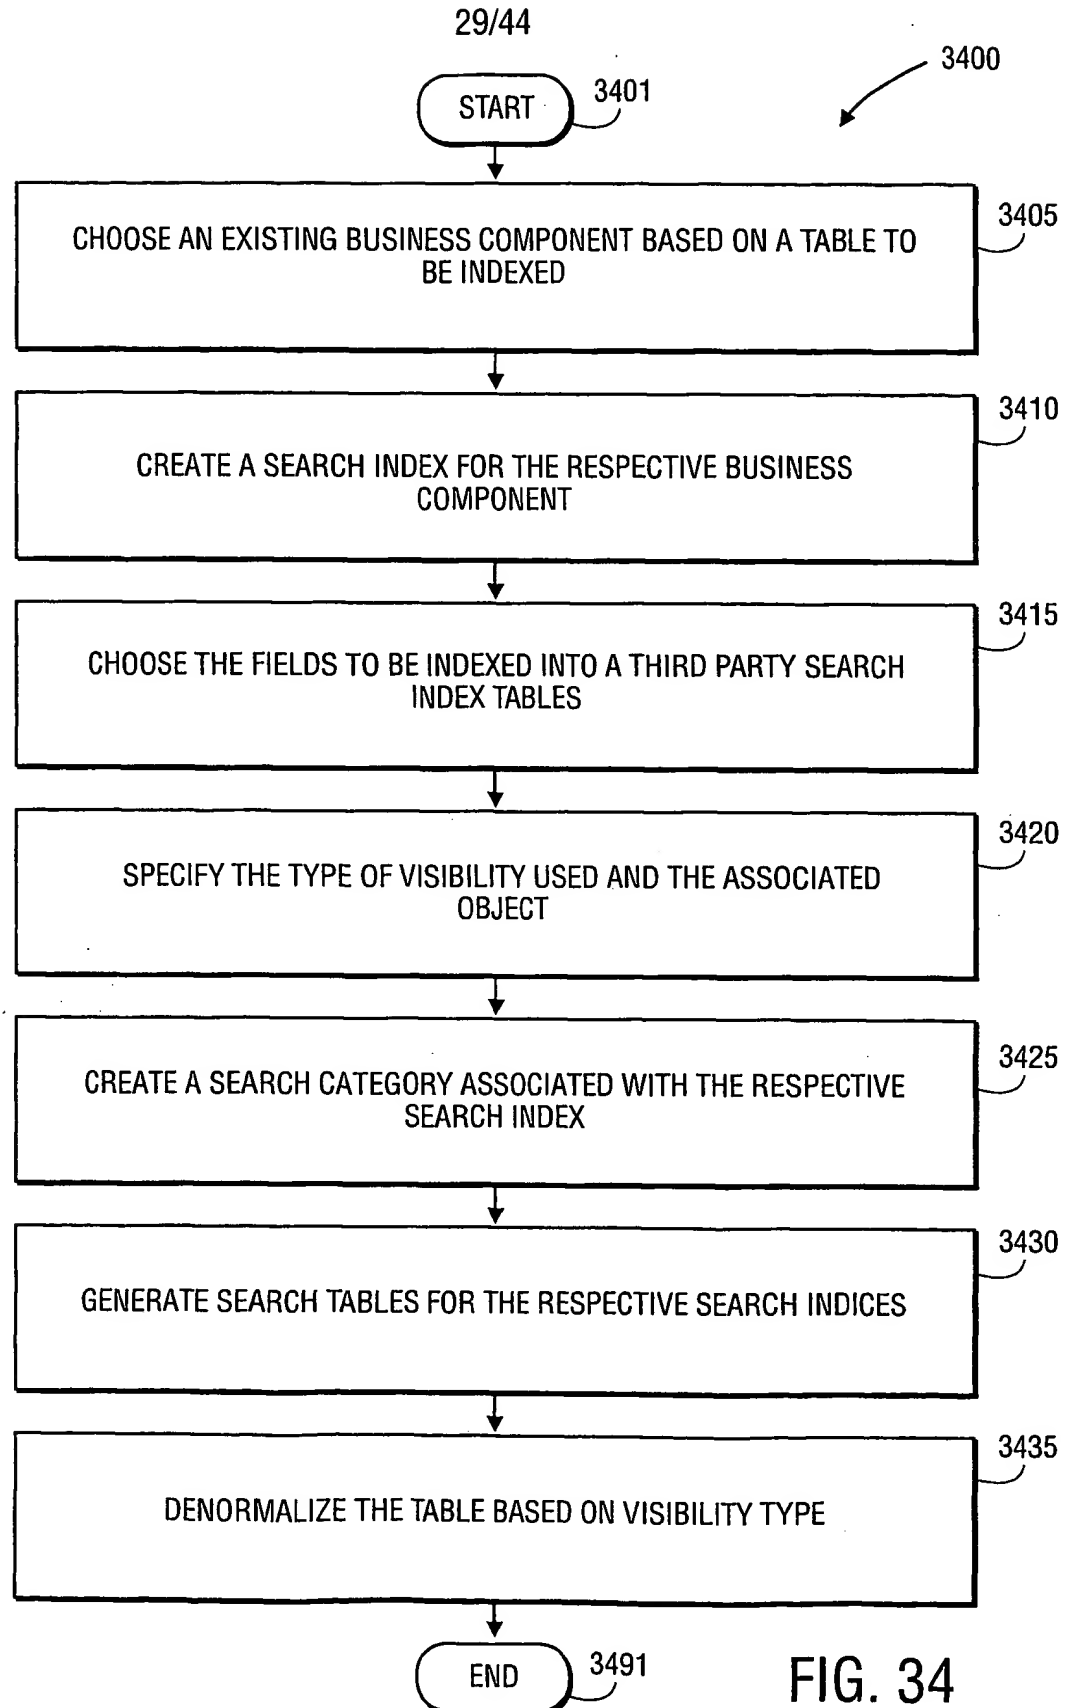 29/44
3400
START
3401
CHOOSE AN EXISTING BUSINESS COMPONENT BASED ON A TABLE TO
BE INDEXED
3405
CREATE A SEARCH INDEX FOR THE RESPECTIVE BUSINESS
COMPONENT
3410
CHOOSE THE FIELDS TO BE INDEXED INTO A THIRD PARTY SEARCH
INDEX TABLES
3415
SPECIFY THE TYPE OF VISIBILITY USED AND THE ASSOCIATED
OBJECT
3420
CREATE A SEARCH CATEGORY ASSOCIATED WITH THE RESPECTIVE
SEARCH INDEX
3425
GENERATE SEARCH TABLES FOR THE RESPECTIVE SEARCH INDICES
3430
DENORMALIZE THE TABLE BASED ON VISIBILITY TYPE
3435
END
3491
FIG. 34